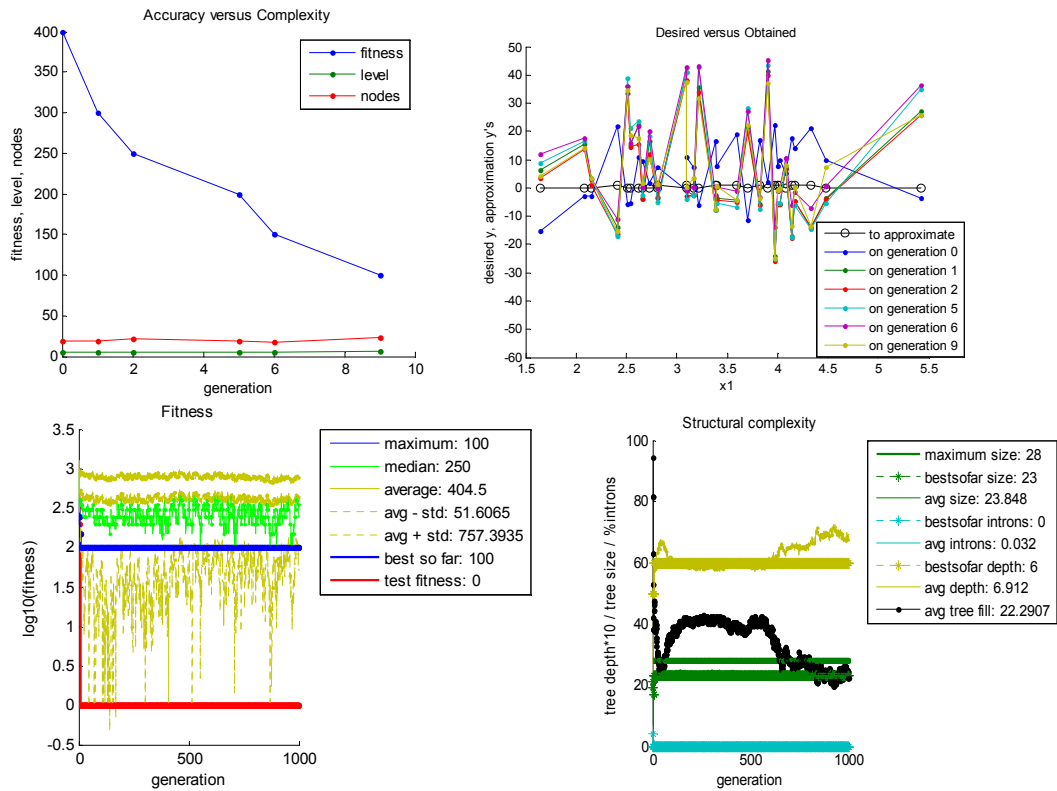 Accuracy versus Complexity
400
350
300
250
200
150
100
50
0
0
2
4
6
8
10
fitness, level, nodes
generation
fitness
level
nodes
Desired versus Obtained
50
40
30
20
10
0
-10
-20
-30
-40
-50
-60
1.5
2
2.5
3
3.5
4
4.5
5
5.5
desired y, approximation y's
x1
to approximate
on generation 0
on generation 1
on generation 2
on generation 5
on generation 6
on generation 9
Fitness
3.5
3
2.5
2
1.5
1
0.5
0
-0.5
0
500
1000
log10(fitness)
generation
maximum: 100
median: 250
average: 404.5
avg - std: 51.6065
avg + std: 757.3935
best so far: 100
test fitness: 0
Structural complexity
100
80
60
40
20
0
0
500
1000
tree depth*10 / tree size / %introns
generation
maximum size: 28
bestsofar size: 23
avg size: 23.848
bestsofar introns: 0
avg introns: 0.032
bestsofar depth: 6
avg depth: 6.912
avg tree fill: 22.2907